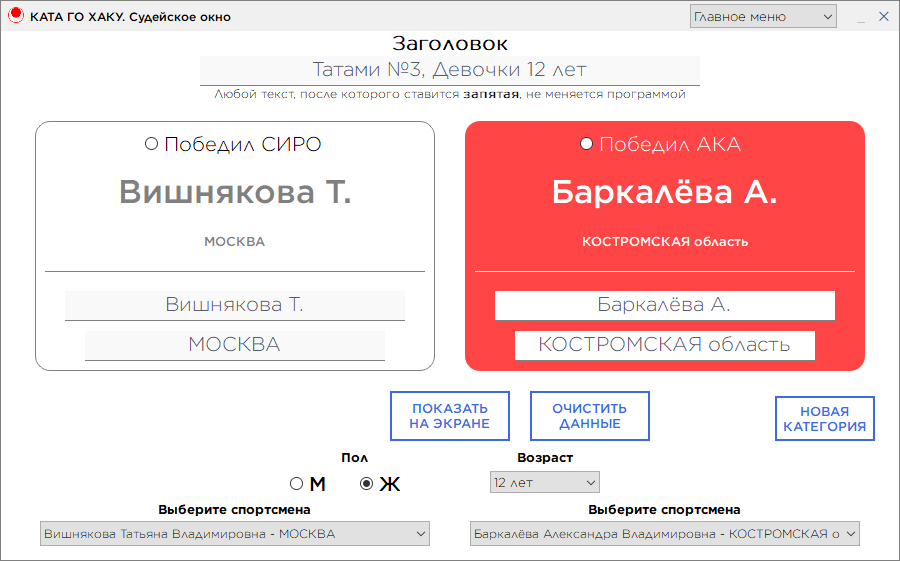 КАТА ГО ХАКУ. Судейское окно
Главное меню
Заголовок
Татами №3, Девочки 12 лет
Любой текст, после которого ставится запятая, не меняется программой
Победил СИРО
Победил АКА
Вишнякова Т.
Баркалёва А.
МОСКВА
КОСТРОМСКАЯ область
Вишнякова Т.
Баркалёва А.
МОСКВА
КОСТРОМСКАЯ область
ПОКАЗАТЬ
НА ЭКРАНЕ
ОЧИСТИТЬ
ДАННЫЕ
НОВАЯ
КАТЕГОРИЯ
Пол
Возраст
М
Ж
12 лет
Выберите спортсмена
Выберите спортсмена
Вишнякова Татьяна Владимировна - МОСКВА
Баркалёва Александра Владимировна - КОСТРОМСКАЯ о